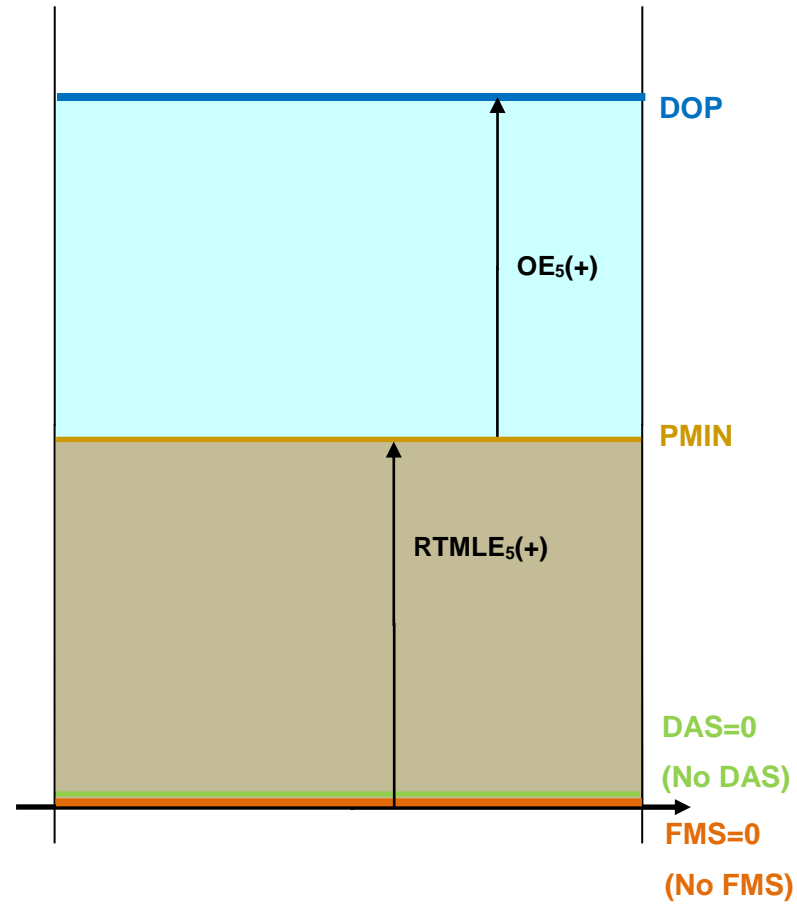 DOP
OE₅(+)
PMIN
RTMLE₅(+)
DAS=0
(No DAS)
FMS=0
(No FMS)